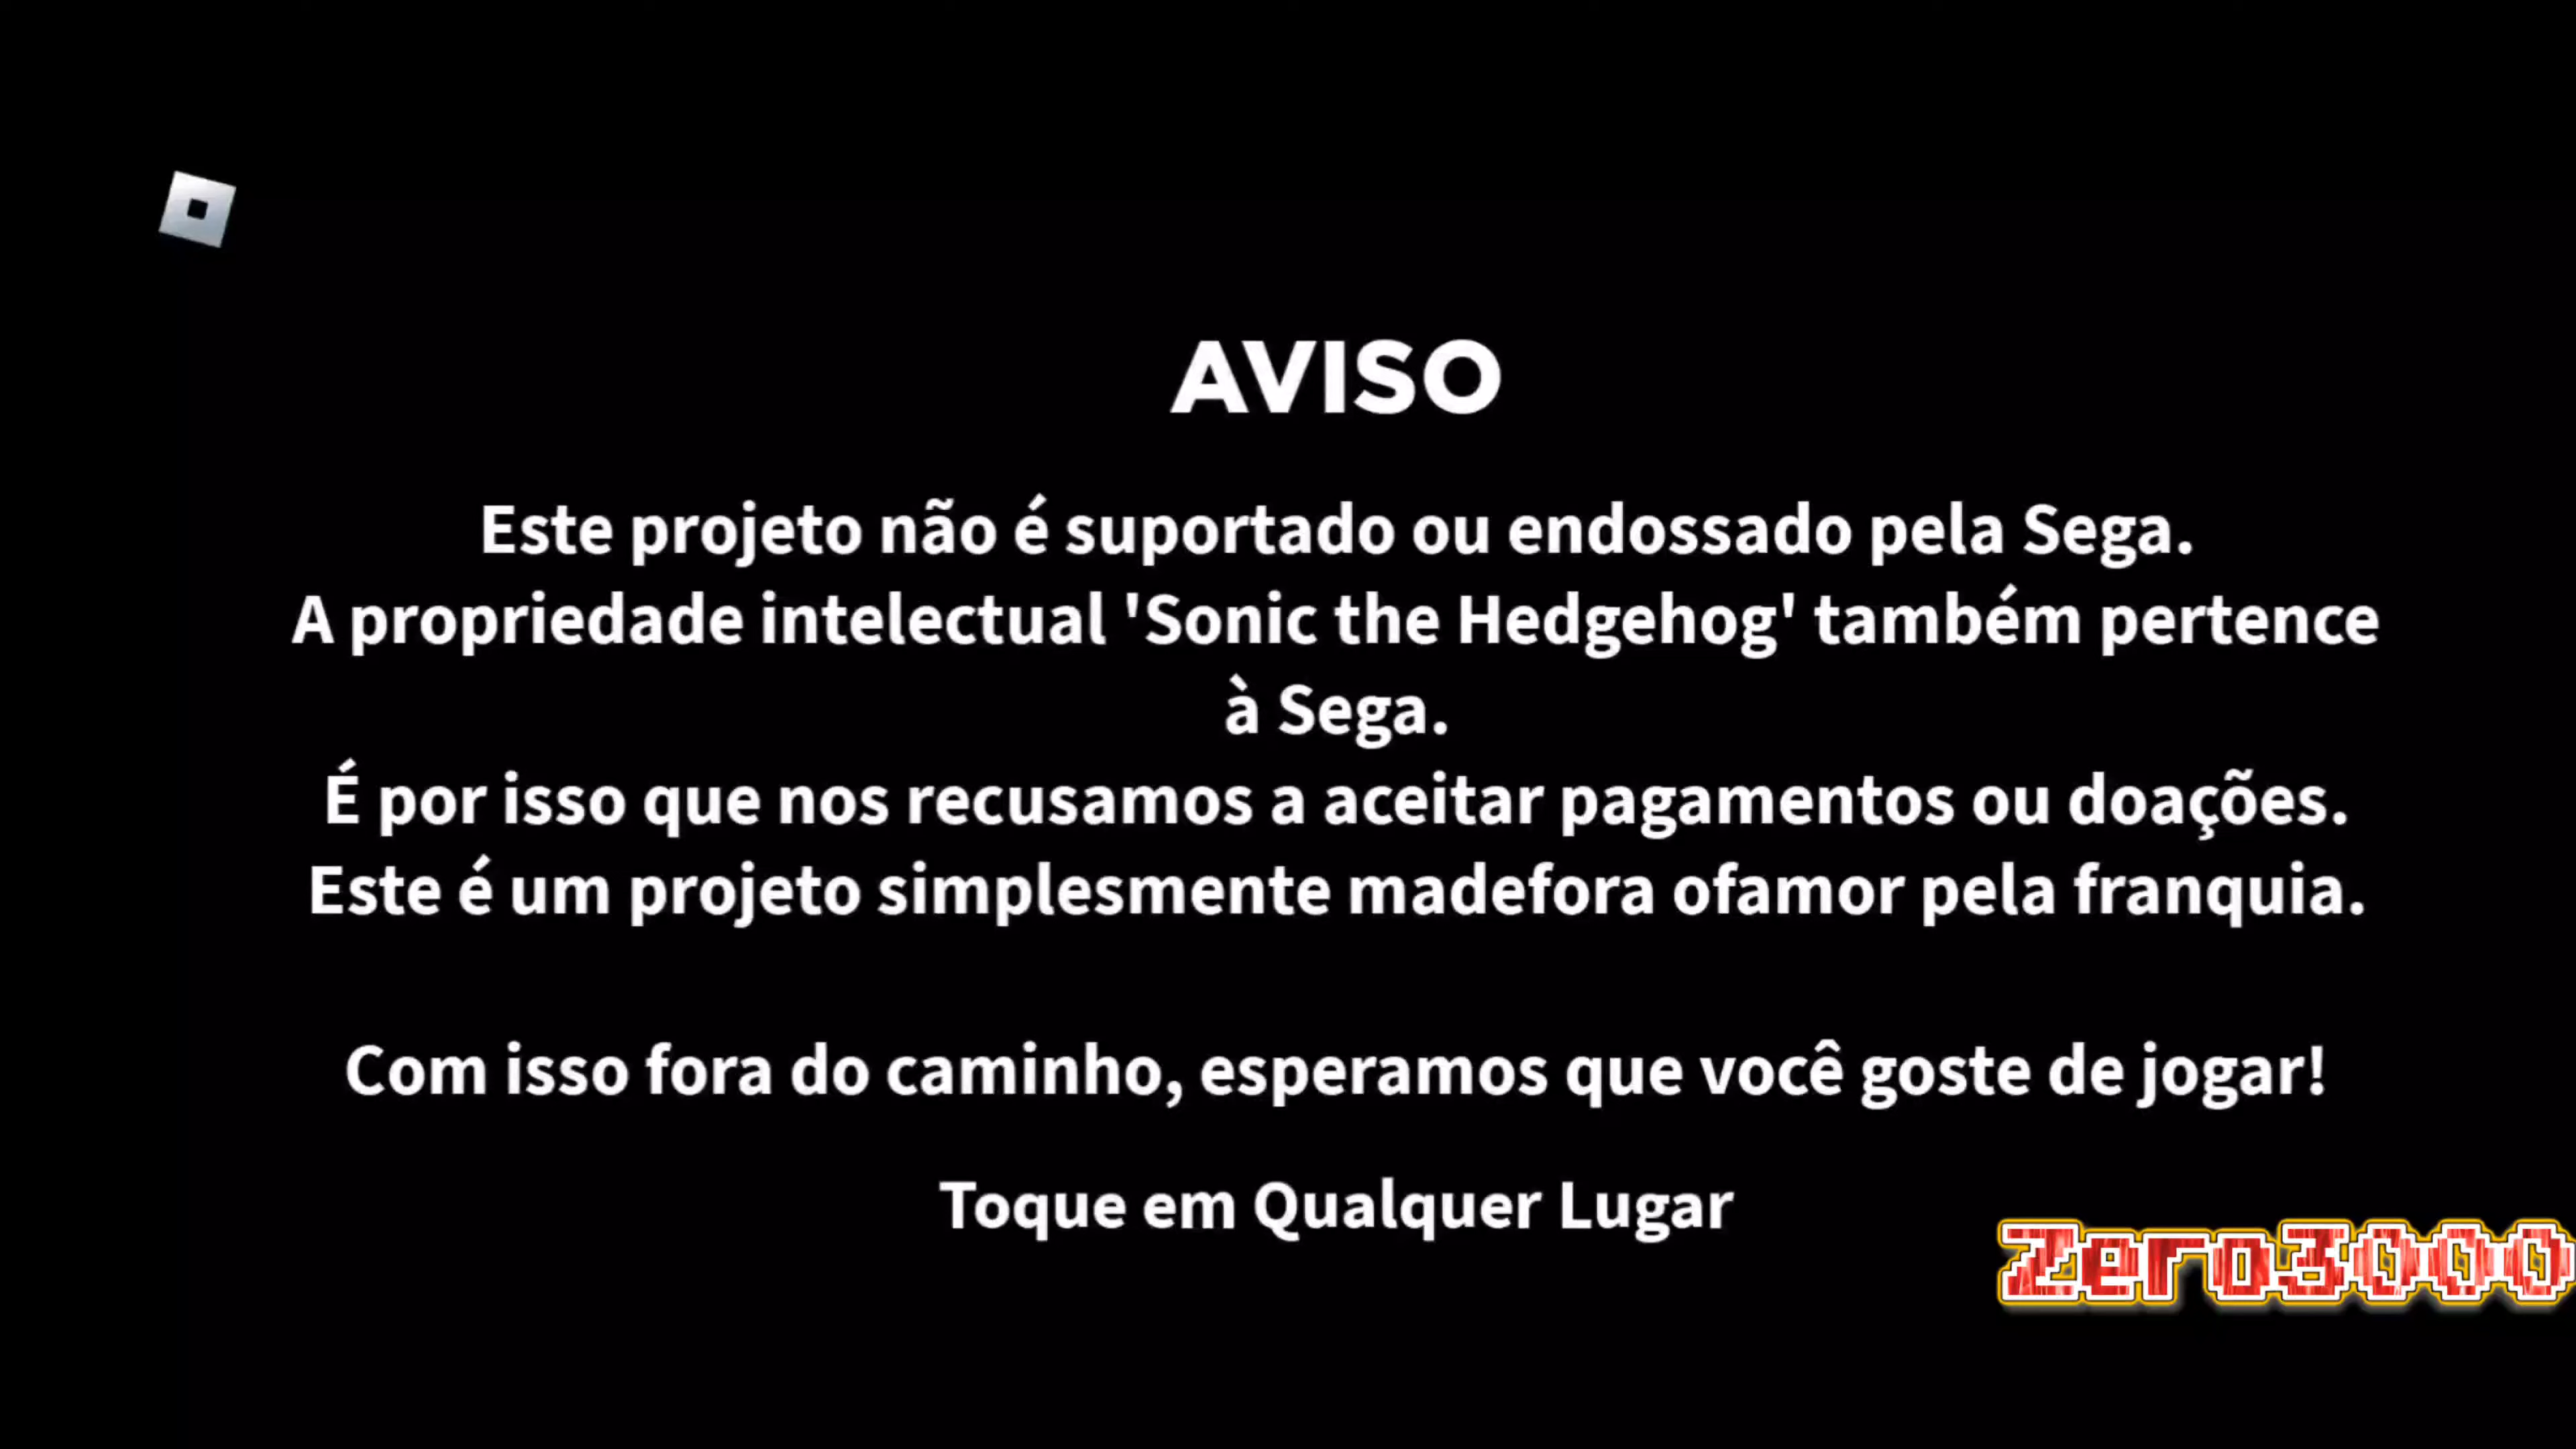 AVISO
Este projeto não é suportado ou endossado pela Sega.
A propriedade intelectual 'Sonic the Hedgehog' também pertence
à Sega.
É por isso que nos recusamos a aceitar pagamentos ou doações.
Este é um projeto simplesmente madefora ofamor pela franquia.
Com isso fora do caminho, esperamos que você goste de jogar!
Toque em Qualquer Lugar
Zero3000